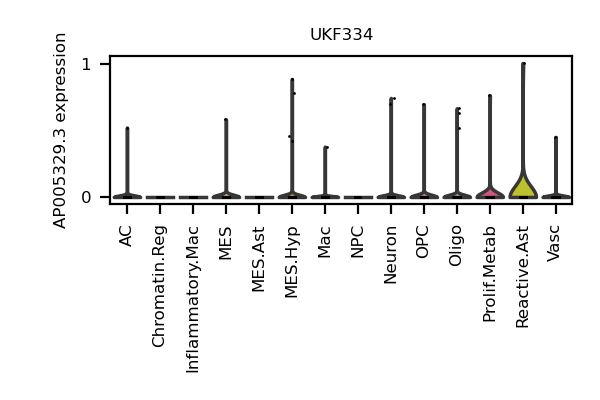 UKF334
AP005329.3 expression
1
0
AC
Chromatin.Reg
Inflammatory.Mac
MES
MES.Ast
MES.Hyp
Mac
NPC
Neuron
OPC
Oligo
Prolif.Metab
Reactive.Ast
Vasc